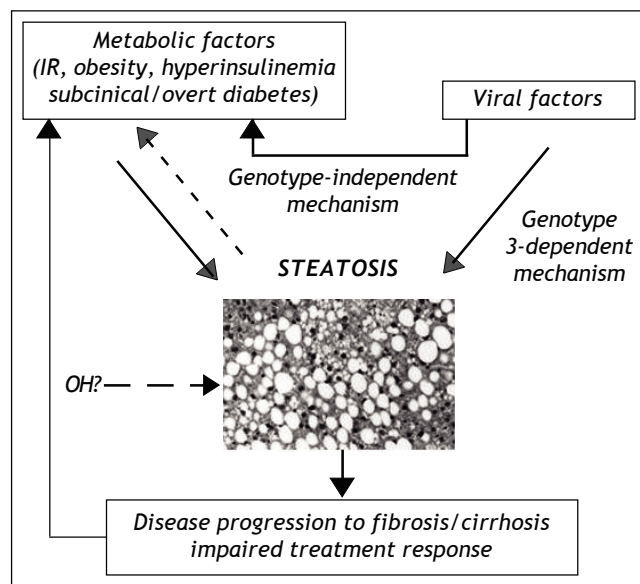 Metabolic factors
(IR, obesity, hyperinsulinemia
subcinical/overt diabetes)
Viral factors
Genotype-independent
mechanism
Genotype
3-dependent
mechanism
STEATOSIS
OH?
Disease progression to fibrosis/cirrhosis
impaired treatment response